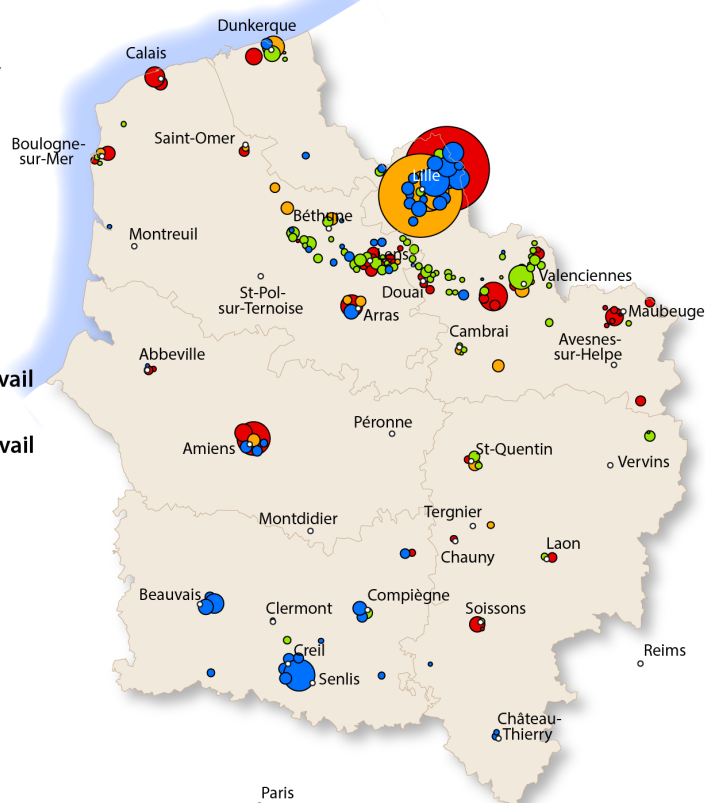 Dunkerque
Calais
Boulogne-
sur-Mer
Saint-Omer
Lille
Béthune
Montreuil
Lens
St-Pol-
sur-Ternoise
Douai
Valenciennes
Arras
Maubeuge
Cambrai
Avesnes-
sur-Helpe
Abbeville
vail
Péronne
Amiens
vail
St-Quentin
Vervins
Tergnier
Montdidier
Chauny
Laon
Beauvais
Compiègne
Clermont
Soissons
Creil
Senlis
Reims
Château-
Thierry
Paris